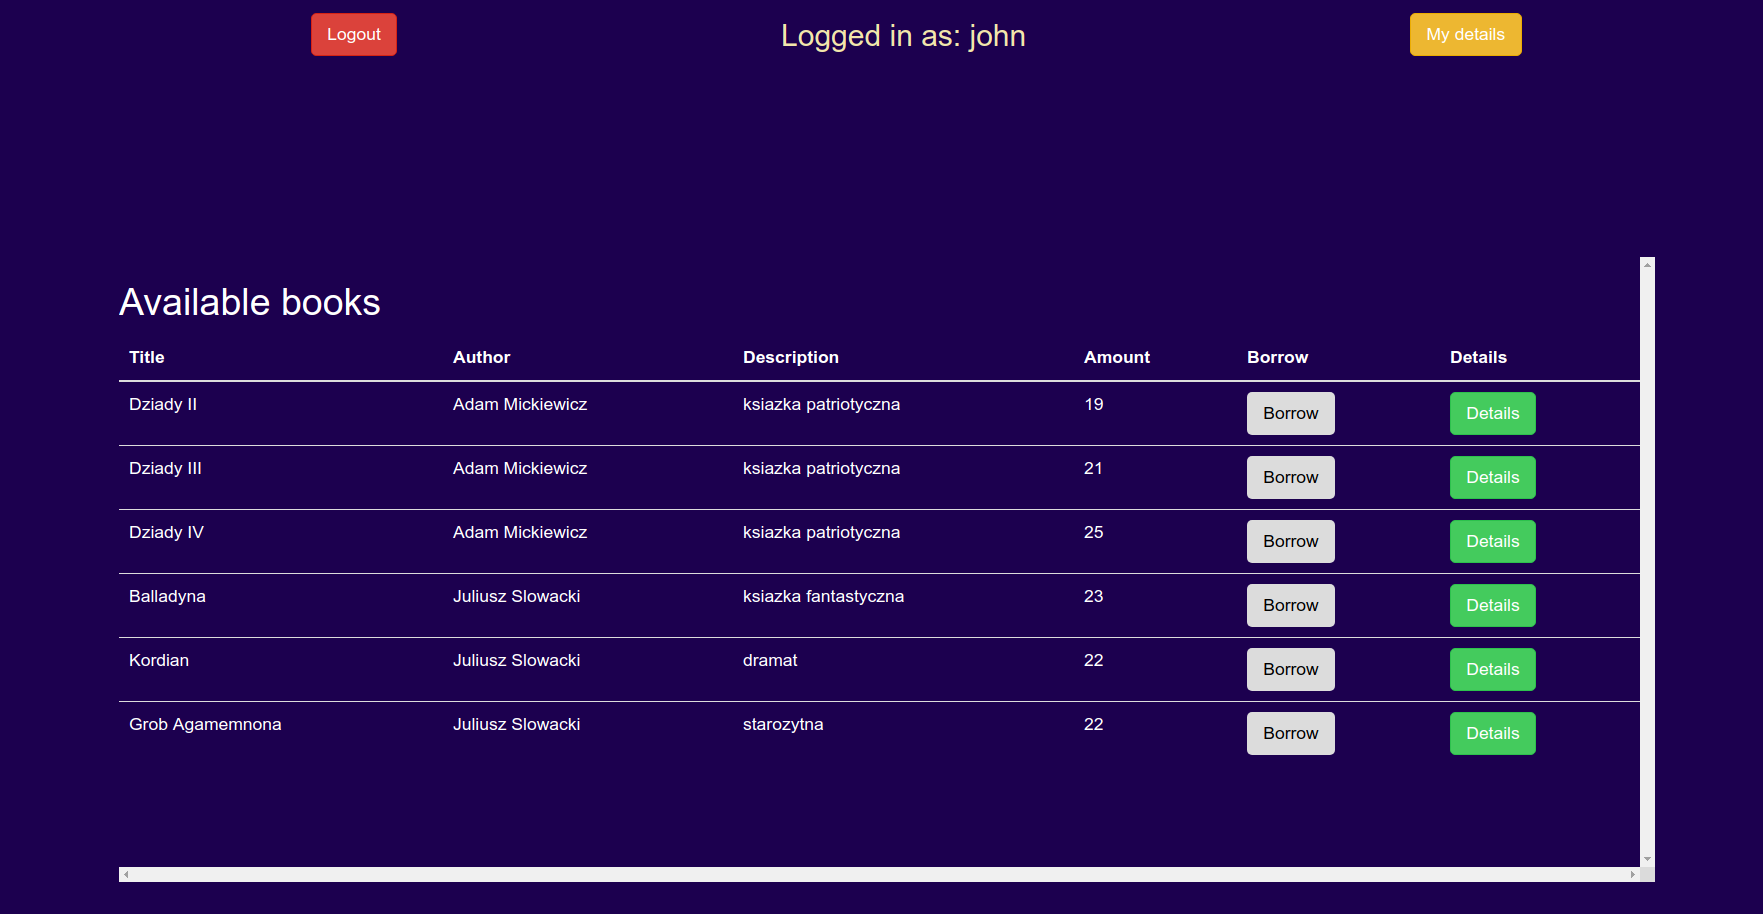 Logout Logged in as: john My details
Available books
Title Author Description Amount Borrow Details
Dziady II Adam Mickiewicz ksiazka patriotyczna 19 Borrow Details
Dziady III Adam Mickiewicz ksiazka patriotyczna 21 Borrow Details
Dziady IV Adam Mickiewicz ksiazka patriotyczna 25 Borrow Details
Balladyna Juliusz Slowacki ksiazka fantastyczna 23 Borrow Details
Kordian Juliusz Slowacki dramat 22 Borrow Details
Grob Agamemnona Juliusz Slowacki starozytna 22 Borrow Details